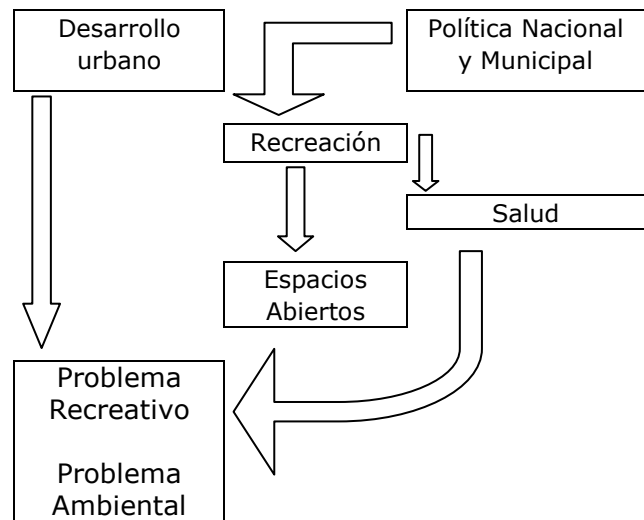 Desarrollo
urbano
Política Nacional
y Municipal
Recreación
Salud
Espacios
Abiertos
Problema
Recreativo
Problema
Ambiental